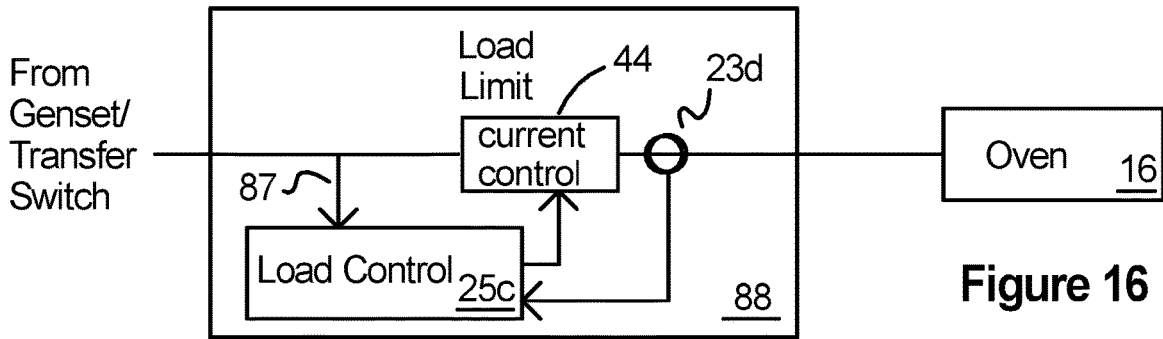 From
Genset/
Transfer
Switch
87
Load
Limit
44
current
control
23d
Load Control 25c
88
Oven 16
Figure 16